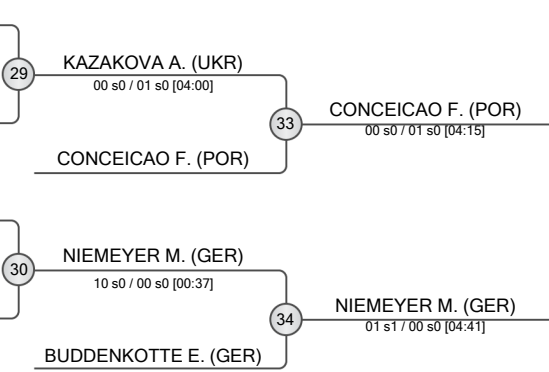 29
KAZAKOVA A. (UKR)
00 s0 / 01 s0 [04:00]
33
CONCEICAO F. (POR)
00 s0 / 01 s0 [04:15]
CONCEICAO F. (POR)
30
NIEMEYER M. (GER)
10 s0 / 00 s0 [00:37]
34
NIEMEYER M. (GER)
01 s1 / 00 s0 [04:41]
BUDDENKOTTE E. (GER)